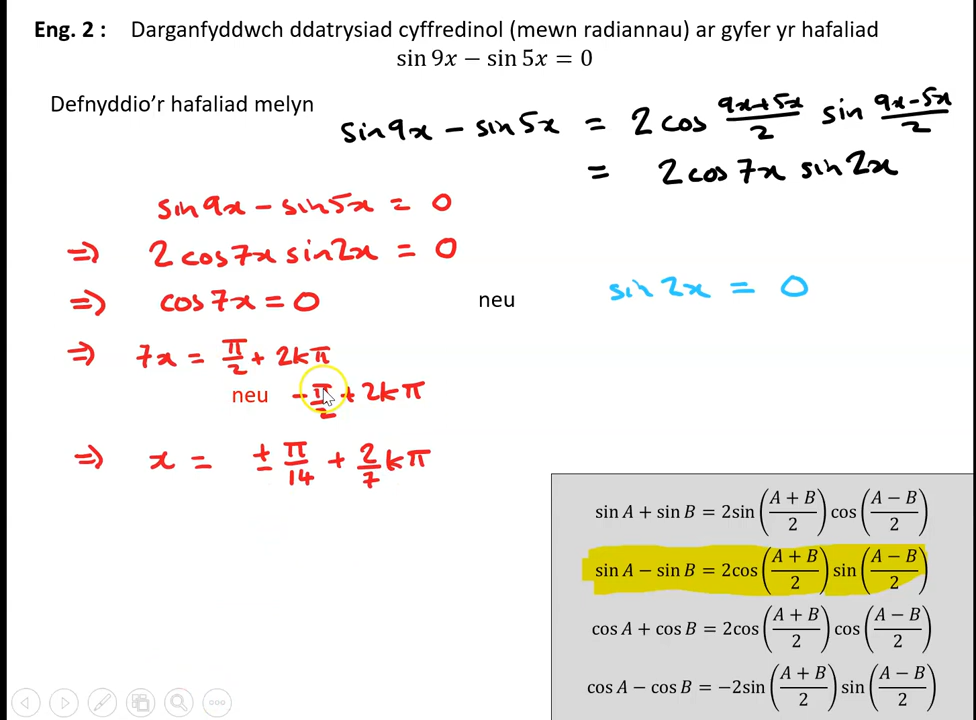 Eng. 2 : Darganfyddwch ddatrysiad cyffredinol (mewn radiannau) ar gyfer yr hafaliad
sin 9x − sin 5x = 0
Defnyddio'r hafaliad melyn
sin9x − sin5x = 2cos (9x+5x)/2 sin (9x−5x)/2
= 2cos7x sin2x
sin9x − sin5x = 0
⇒ 2cos7x sin2x = 0
⇒ cos7x = 0 neu sin2x = 0
⇒ 7x = π/2 + 2kπ
neu −π/2 + 2kπ
⇒ x = ± π/14 + 2/7 kπ
sin A + sin B = 2sin((A + B)/2) cos((A − B)/2)
sin A − sin B = 2cos((A + B)/2) sin((A − B)/2)
cos A + cos B = 2cos((A + B)/2) cos((A − B)/2)
cos A − cos B = −2sin((A + B)/2) sin((A − B)/2)